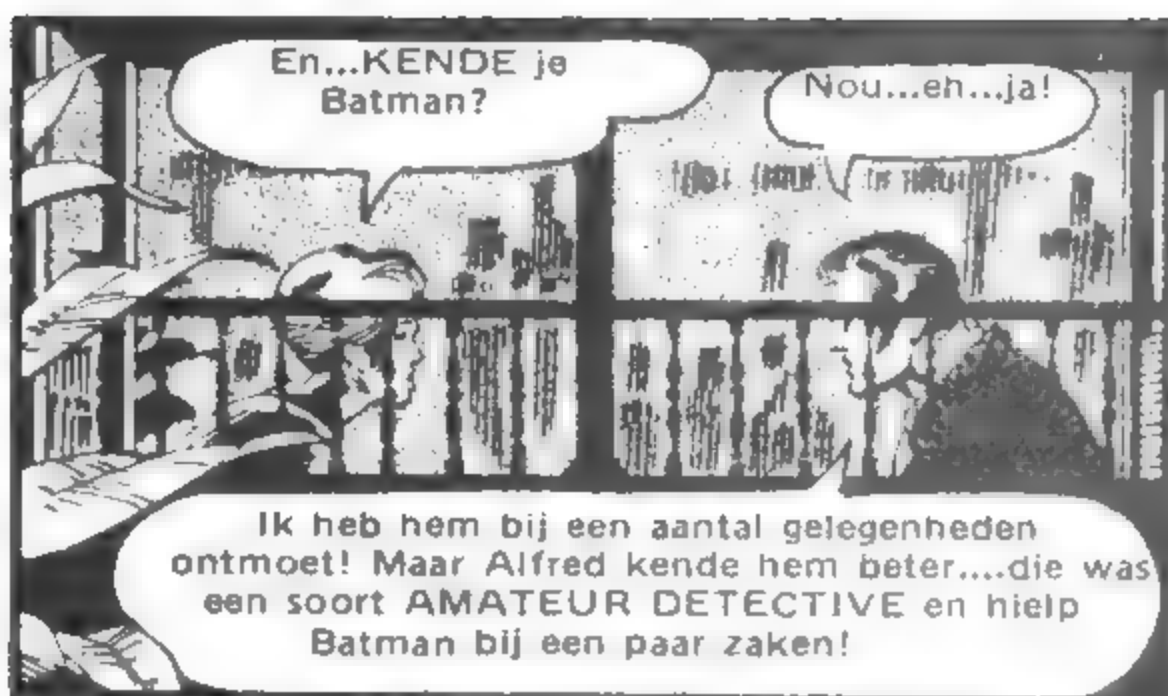 En...KENDE je
Batman?
Nou...eh...ja!
Ik heb hem bij een aantal gelegenheden
ontmoet! Maar Alfred kende hem beter....die was
een soort AMATEUR DETECTIVE en hielp
Batman bij een paar zaken!